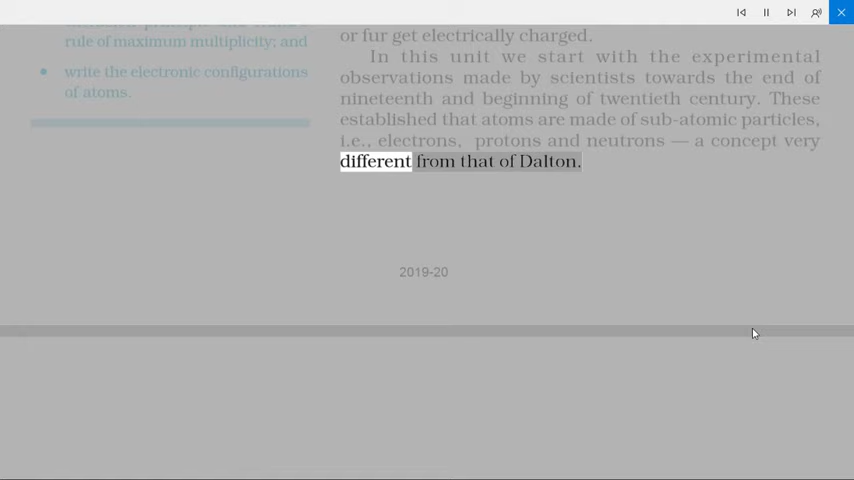 rule of maximum multiplicity; and
• write the electronic configurations
of atoms.
or fur get electrically charged.
In this unit we start with the experimental
observations made by scientists towards the end of
nineteenth and beginning of twentieth century. These
established that atoms are made of sub-atomic particles,
i.e., electrons, protons and neutrons — a concept very
different from that of Dalton.
2019-20